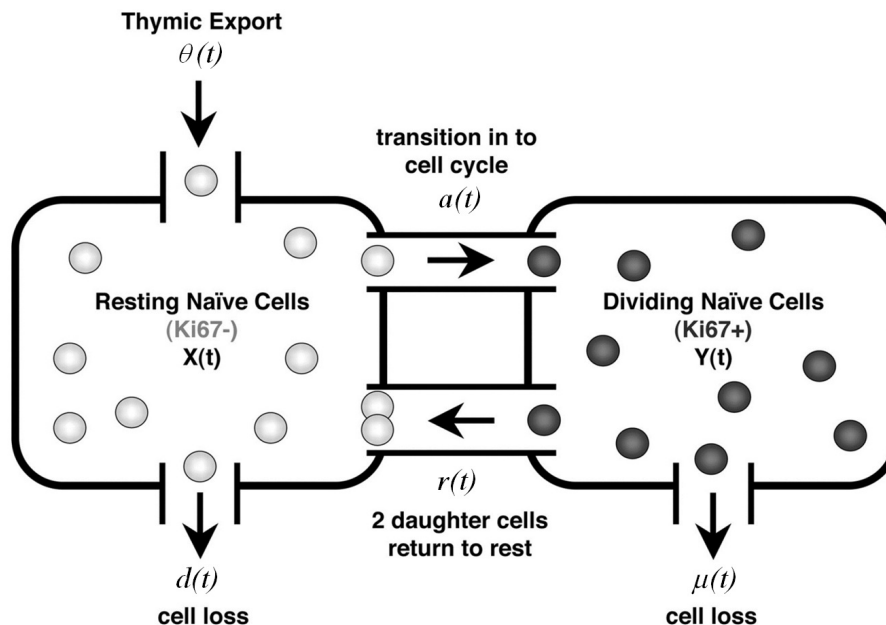 Thymic Export
θ(t)
transition in to
cell cycle
a(t)
Resting Naïve Cells
(Ki67-)
X(t)
Dividing Naïve Cells
(Ki67+)
Y(t)
r(t)
2 daughter cells
return to rest
d(t)
cell loss
μ(t)
cell loss